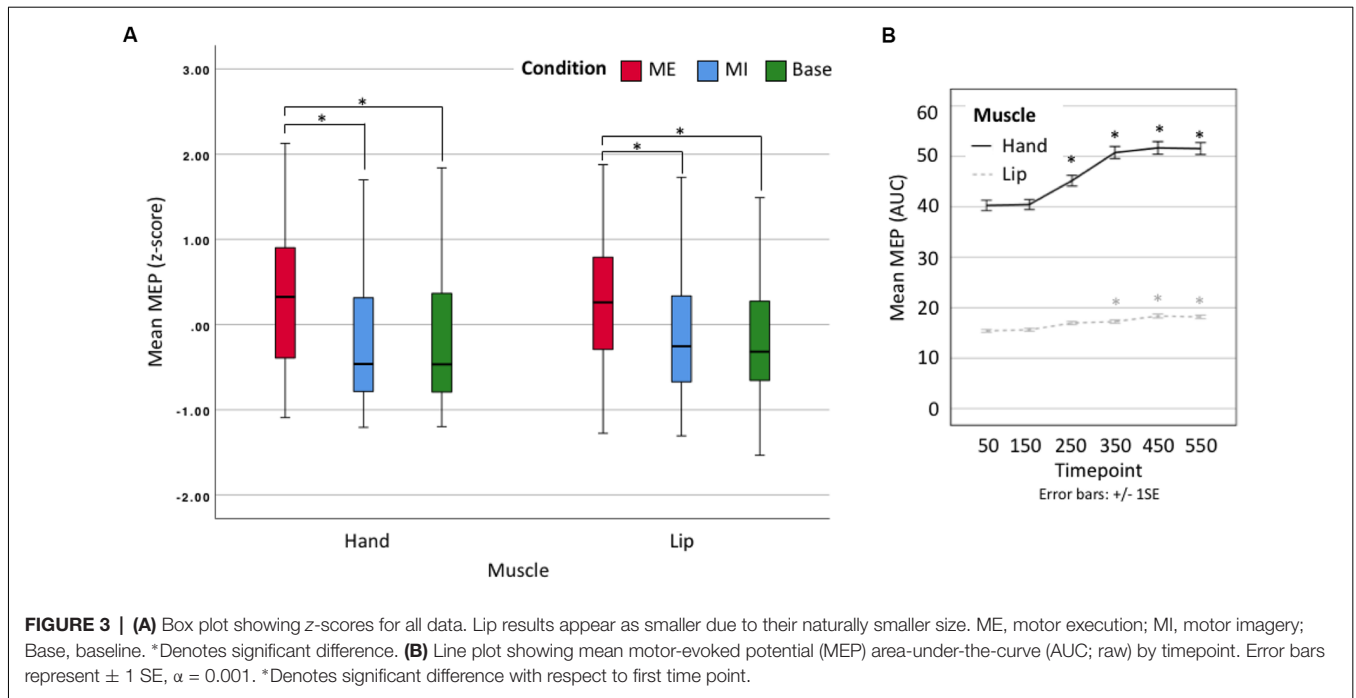 A
3.00
2.00
1.00
.00
-1.00
-2.00
Mean MEP (z-score)
Condition ME MI Base
*
*
*
*
Hand Lip
Muscle
B
60
50
40
30
20
10
0
Mean MEP (AUC)
Muscle
Hand
Lip
* * * *
* * *
50 150 250 350 450 550
Timepoint
Error bars: +/- 1SE
FIGURE 3 | (A) Box plot showing z-scores for all data. Lip results appear as smaller due to their naturally smaller size. ME, motor execution; MI, motor imagery;
Base, baseline. *Denotes significant difference. (B) Line plot showing mean motor-evoked potential (MEP) area-under-the-curve (AUC; raw) by timepoint. Error bars
represent ± 1 SE, α = 0.001. *Denotes significant difference with respect to first time point.